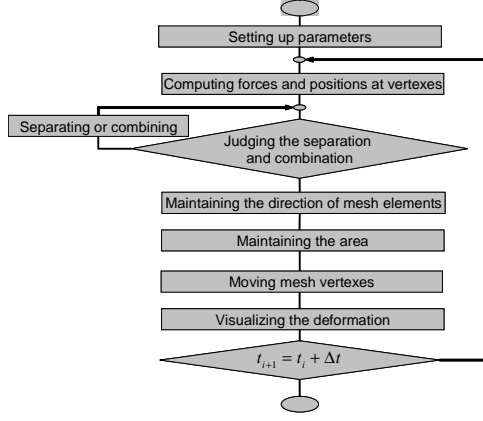 Setting up parameters
Computing forces and positions at vertexes
Separating or combining
Judging the separation
and combination
Maintaining the direction of mesh elements
Maintaining the area
Moving mesh vertexes
Visualizing the deformation
t_{i+1} = t_i + Δt